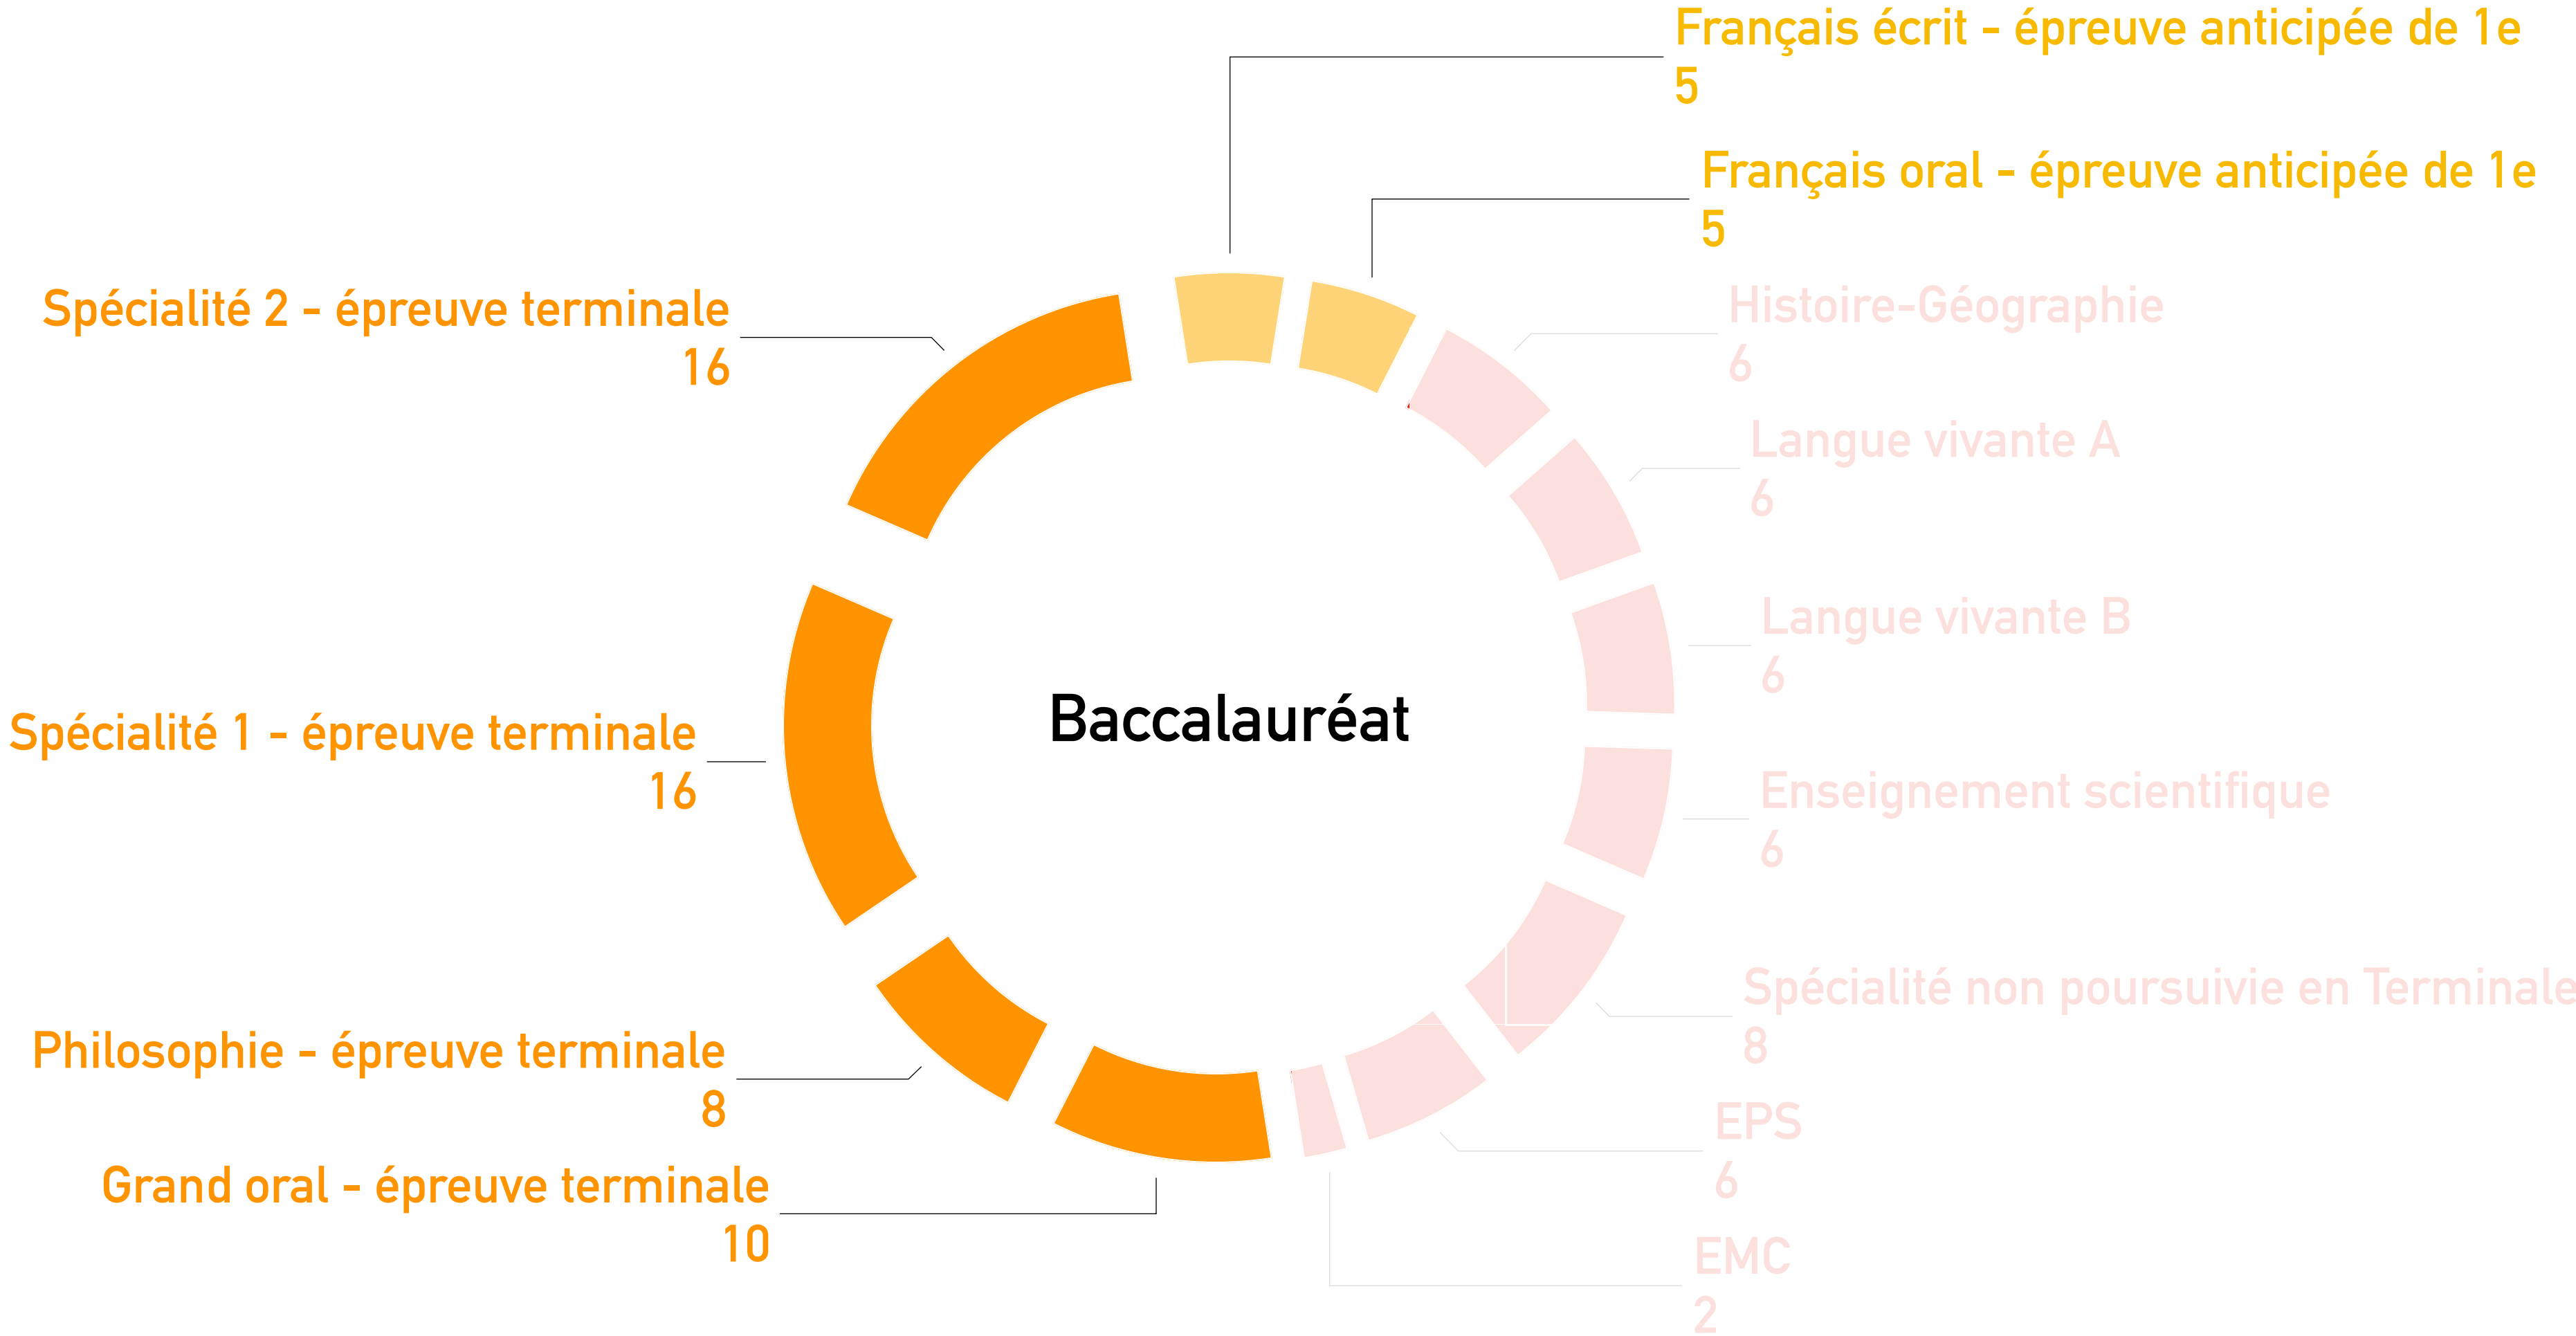 Français écrit - épreuve anticipée de 1e
5
Français oral - épreuve anticipée de 1e
5
Histoire-Géographie
6
Langue vivante A
6
Langue vivante B
6
Enseignement scientifique
6
Spécialité non poursuivie en Terminale
8
EPS
6
EMC
2
Grand oral - épreuve terminale
10
Philosophie - épreuve terminale
8
Spécialité 1 - épreuve terminale
16
Spécialité 2 - épreuve terminale
16
Baccalauréat